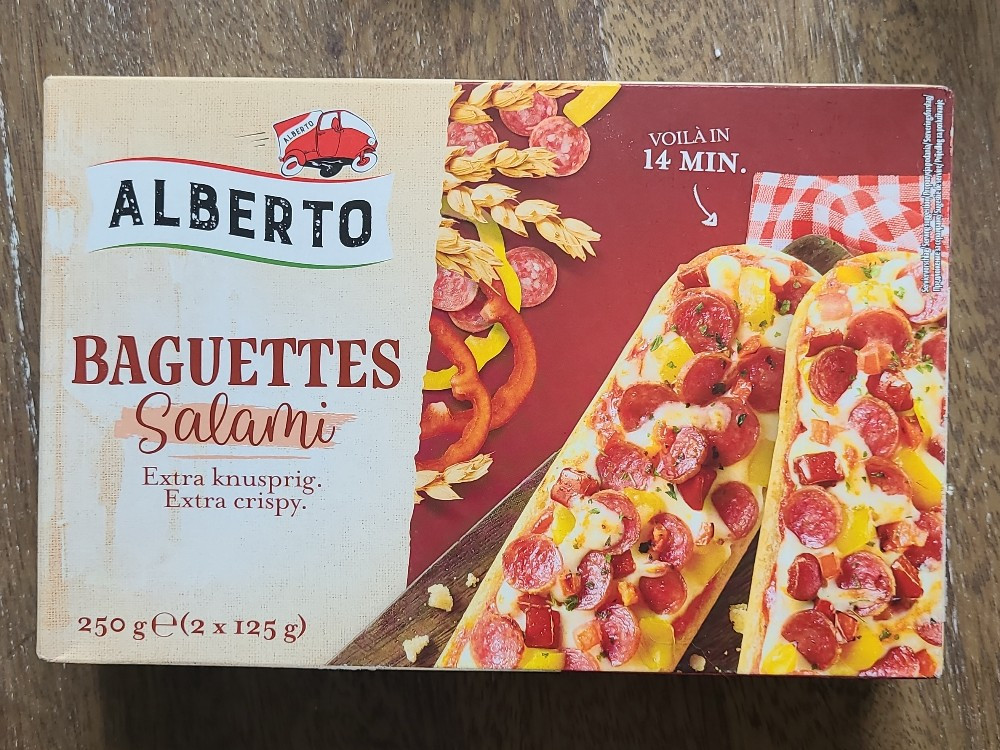 ALBERTO
ALBERTO
BAGUETTES
Salami
Extra knusprig.
Extra crispy.
250 g ℮ (2 x 125 g)
VOILÀ IN
14 MIN.